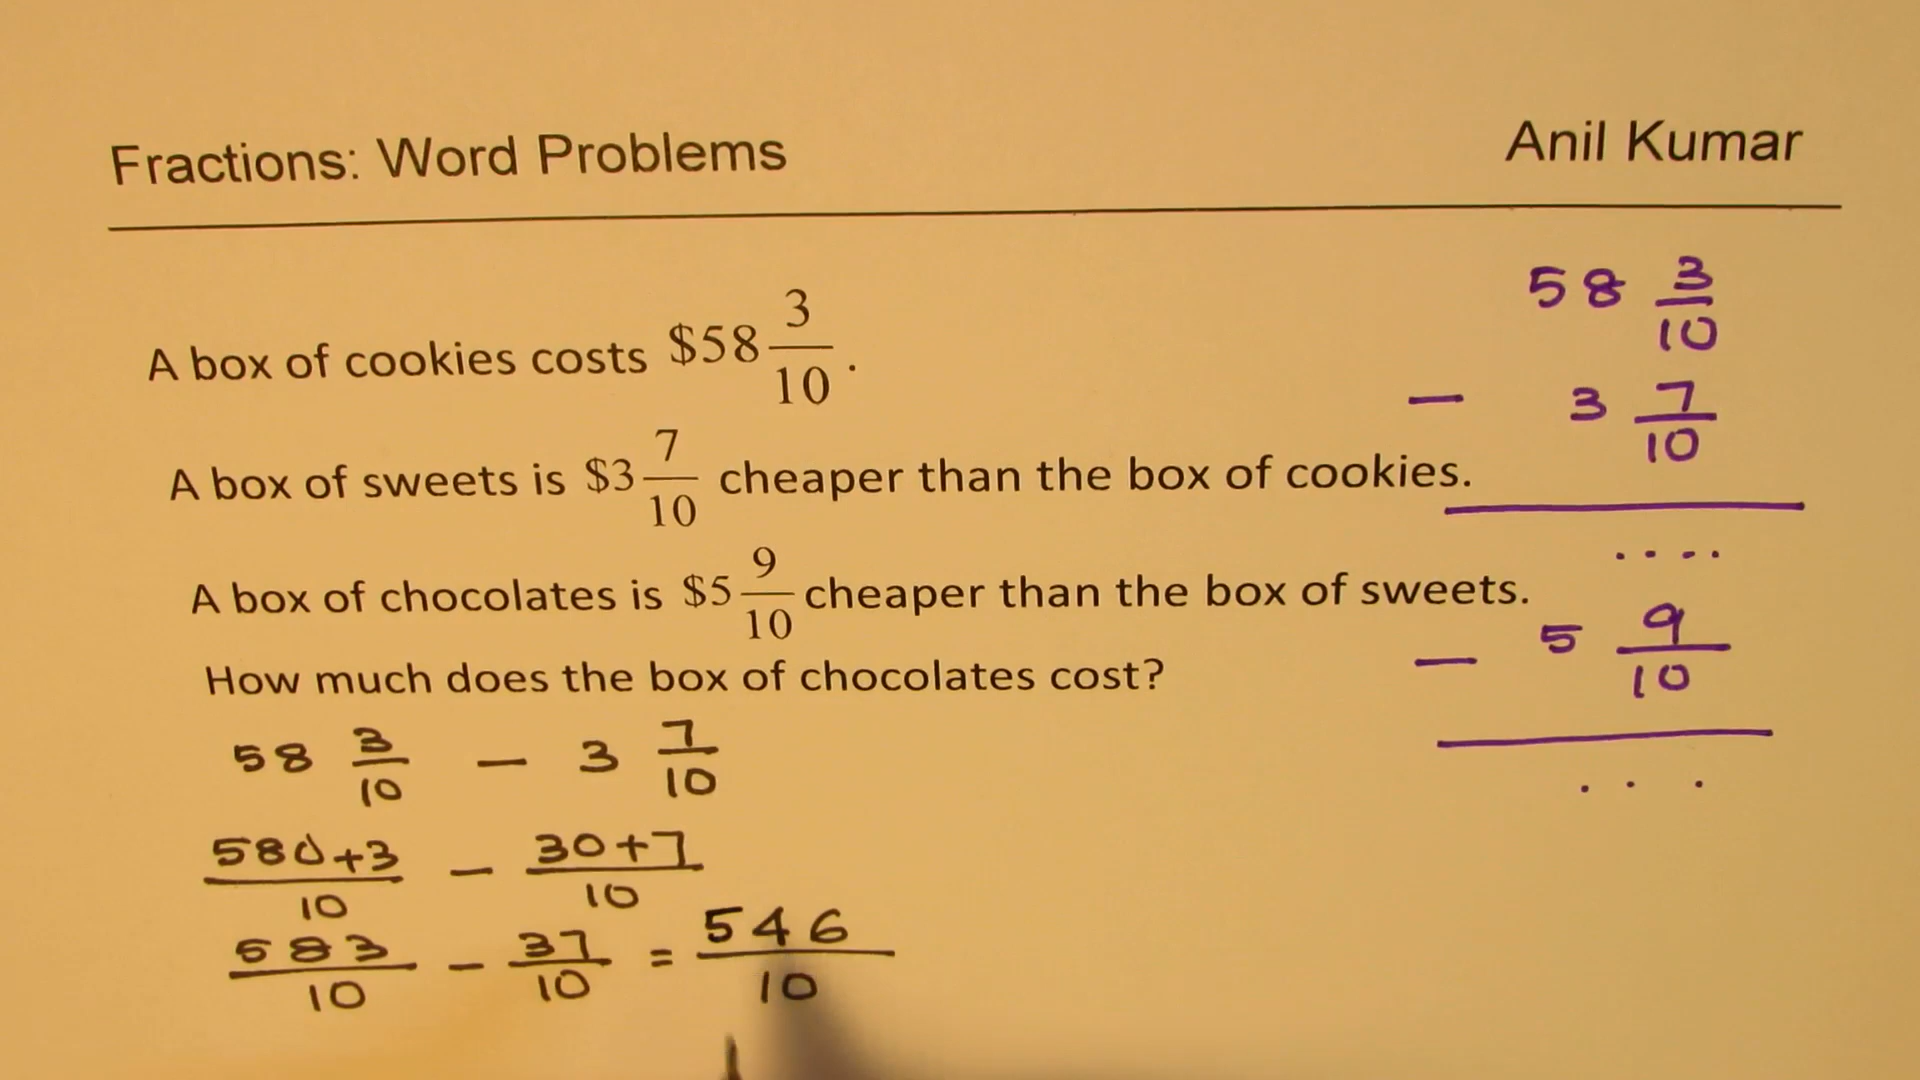 Fractions: Word Problems
Anil Kumar
A box of cookies costs $58 3/10.
A box of sweets is $3 7/10 cheaper than the box of cookies.
A box of chocolates is $5 9/10 cheaper than the box of sweets.
How much does the box of chocolates cost?
58 3/10 − 3 7/10
580+3/10 − 30+7/10
583/10 − 37/10 = 546/10
58 3/10
− 3 7/10
....
− 5 9/10
. . .